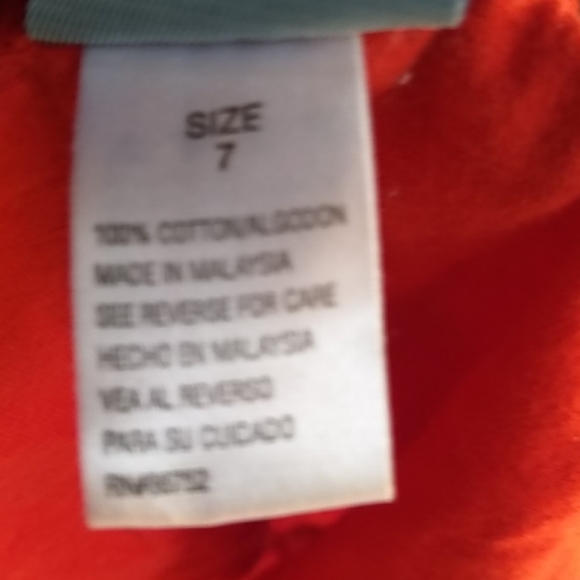 SIZE
7
100% COTTON/ALGODON
MADE IN MALAYSIA
SEE REVERSE FOR CARE
HECHO EN MALAYSIA
VEA AL REVERSO
PARA SU CUIDADO